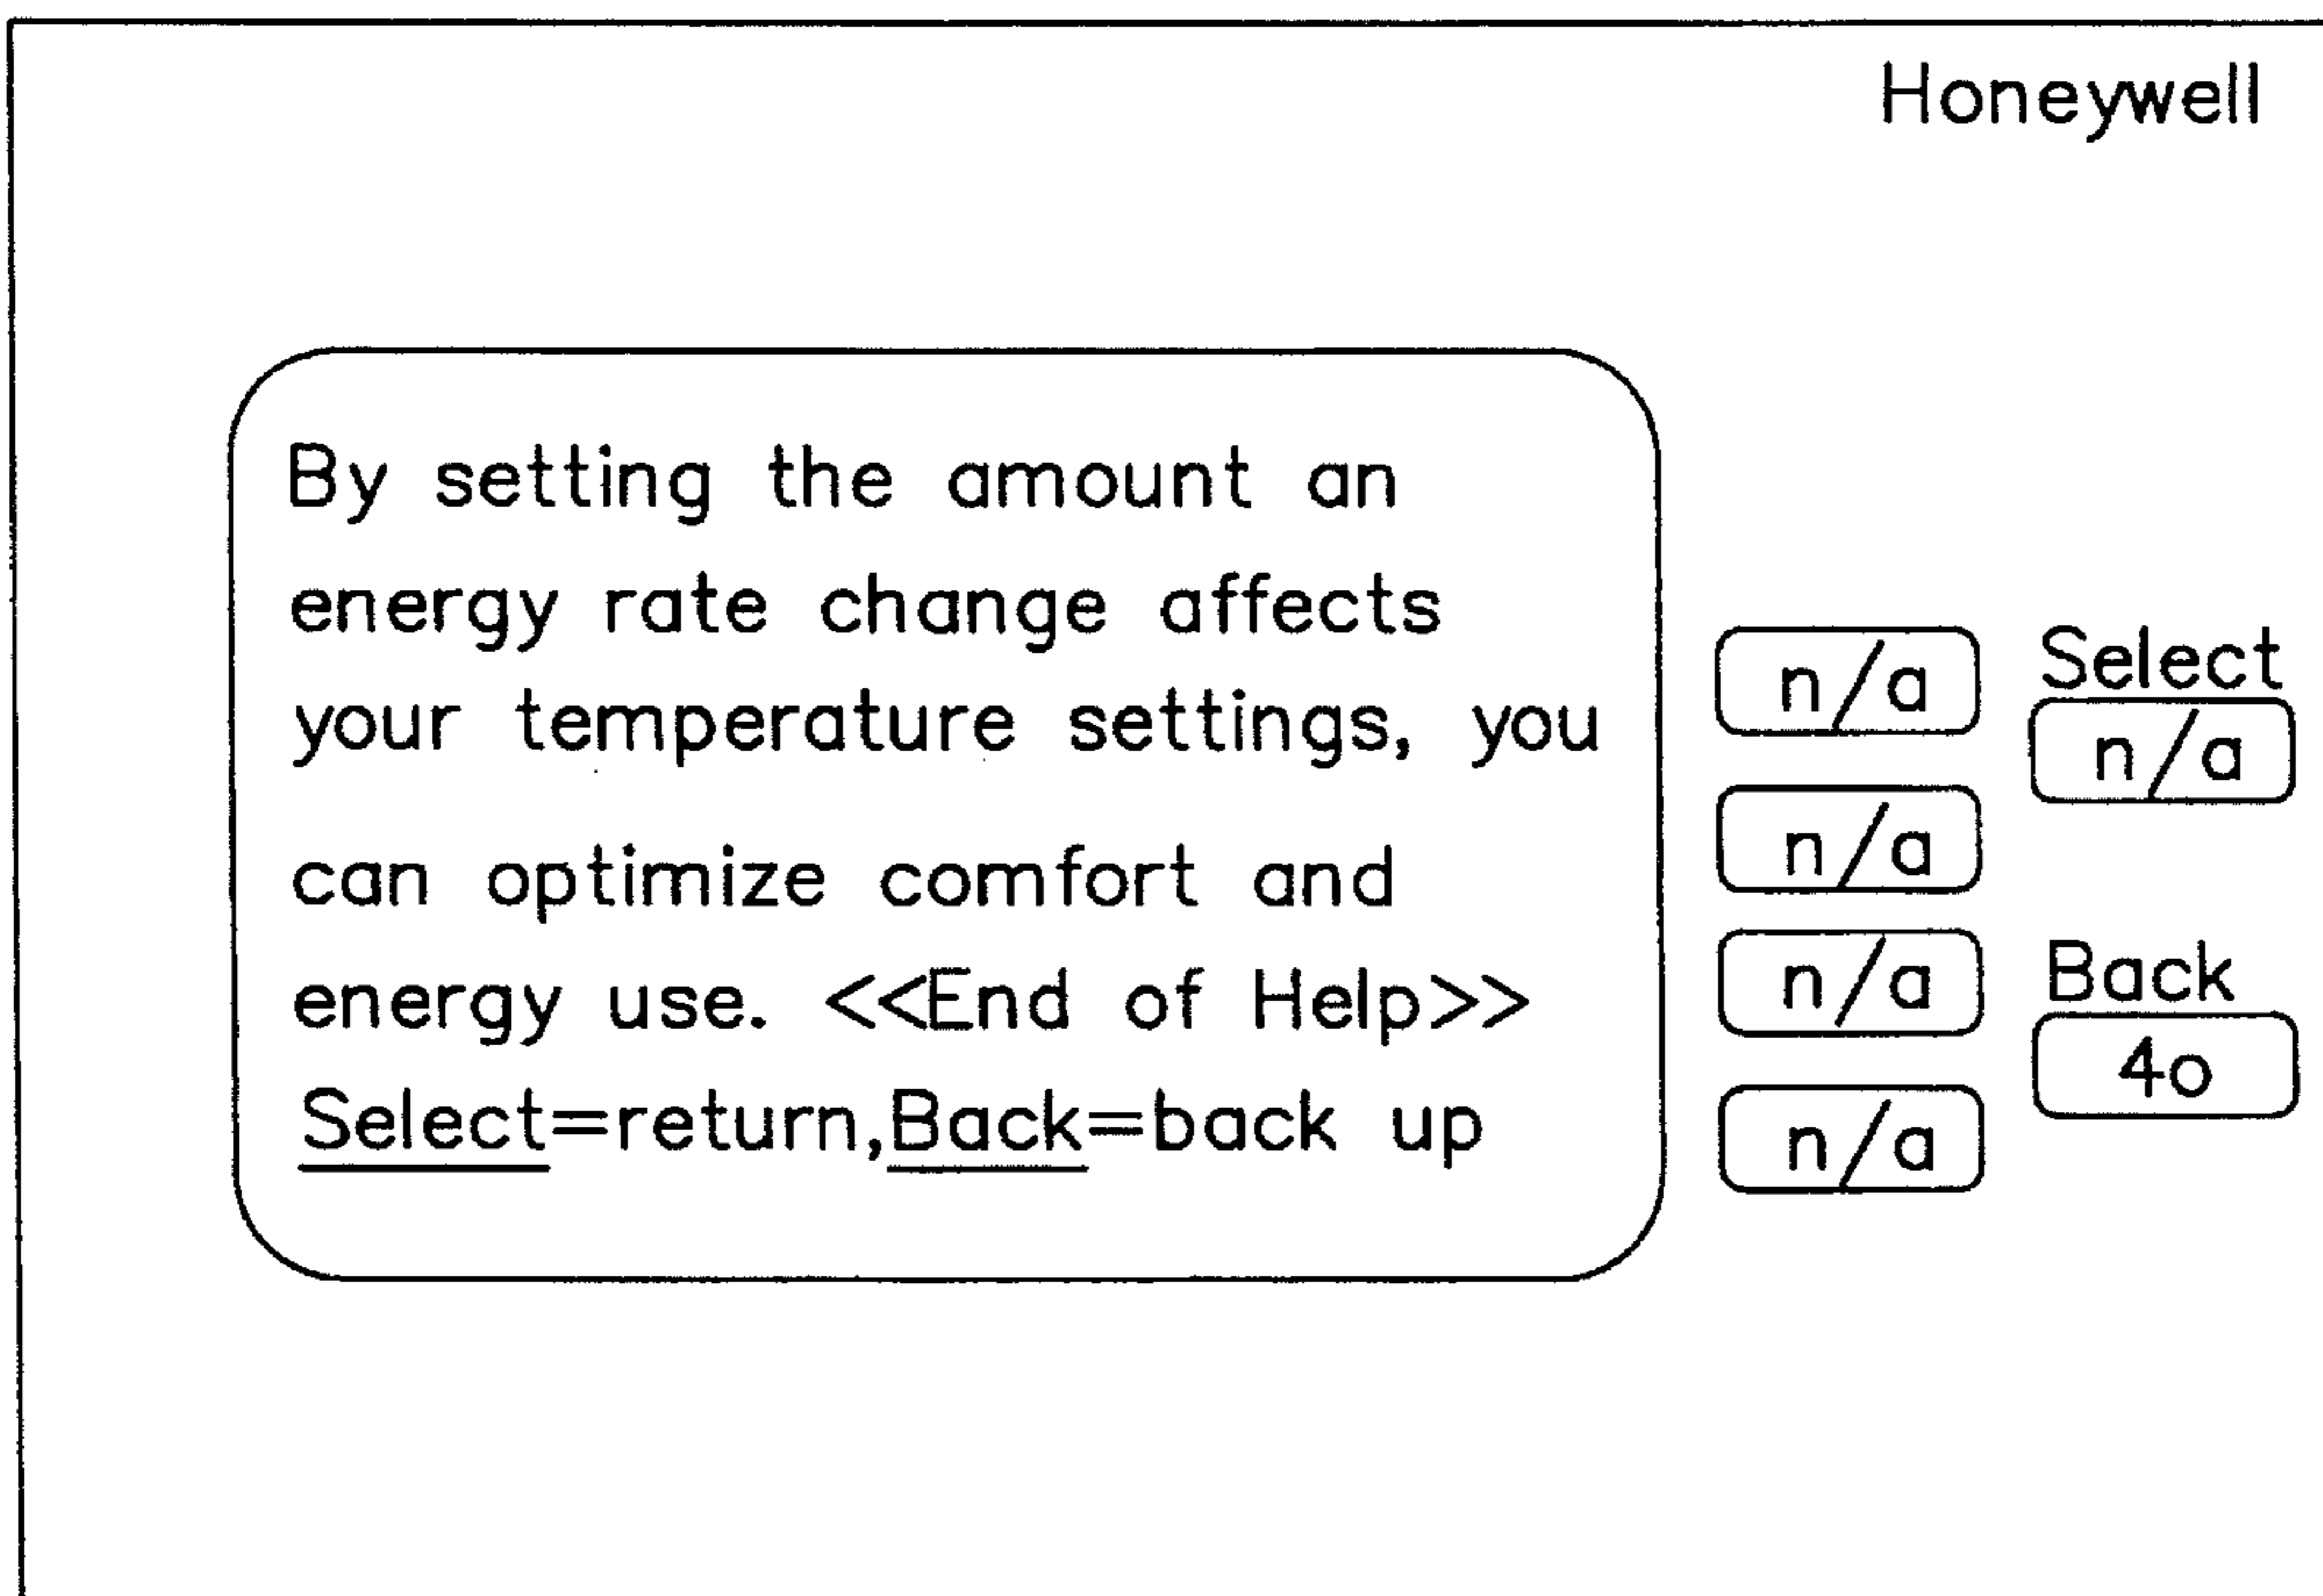 Honeywell
By setting the amount an
energy rate change affects
your temperature settings, you
can optimize comfort and
energy use. <<End of Help>>
Select=return,Back=back up
n/a
n/a
n/a
n/a
Select
n/a
Back
4o